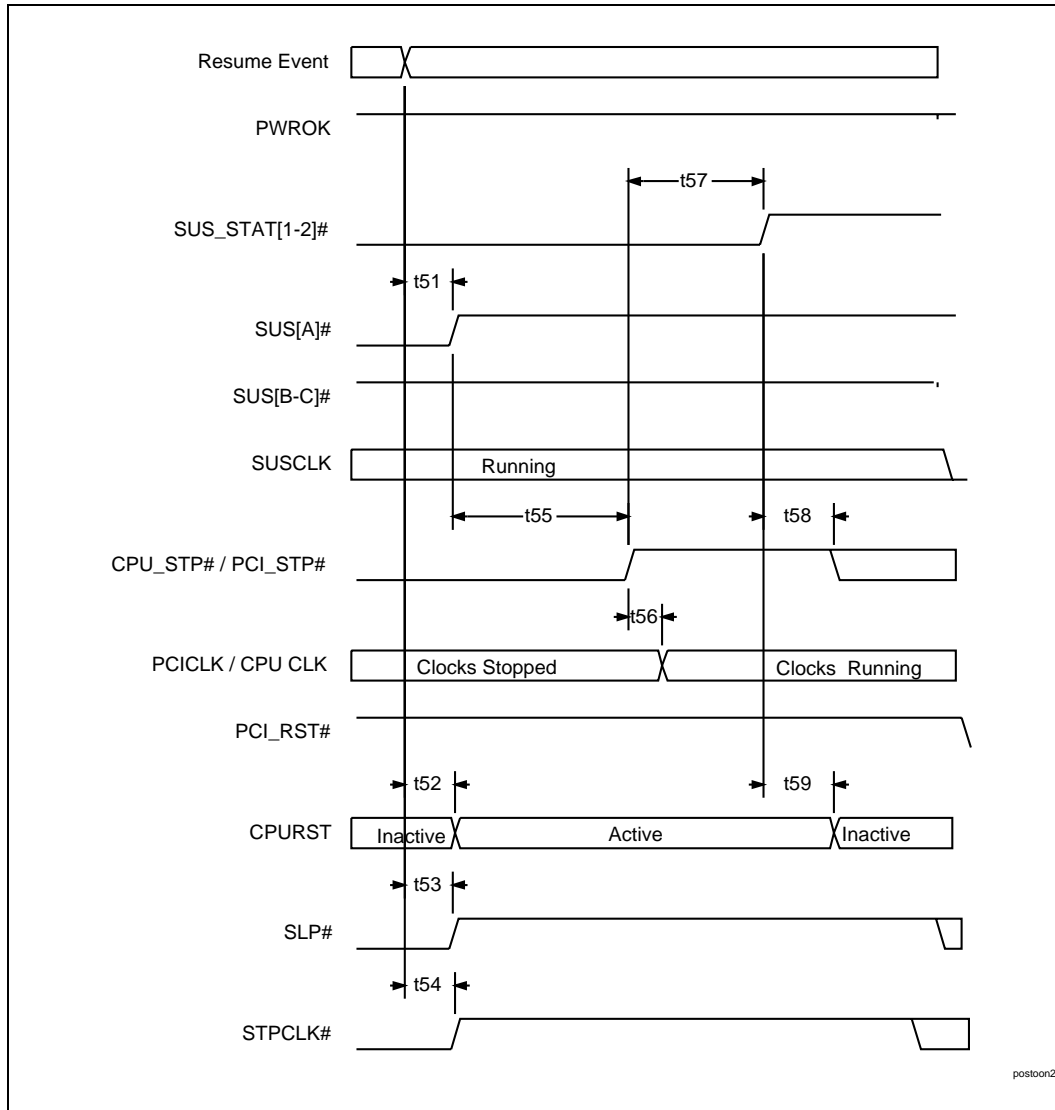 Resume Event
PWROK
t57
SUS_STAT[1-2]#
t51
SUS[A]#
SUS[B-C]#
SUSCLK
Running
t55
t58
CPU_STP# / PCI_STP#
t56
PCICLK / CPU CLK
Clocks Stopped
Clocks Running
PCI_RST#
t52
t59
CPURST
Inactive
Active
Inactive
t53
SLP#
t54
STPCLK#
postoon2